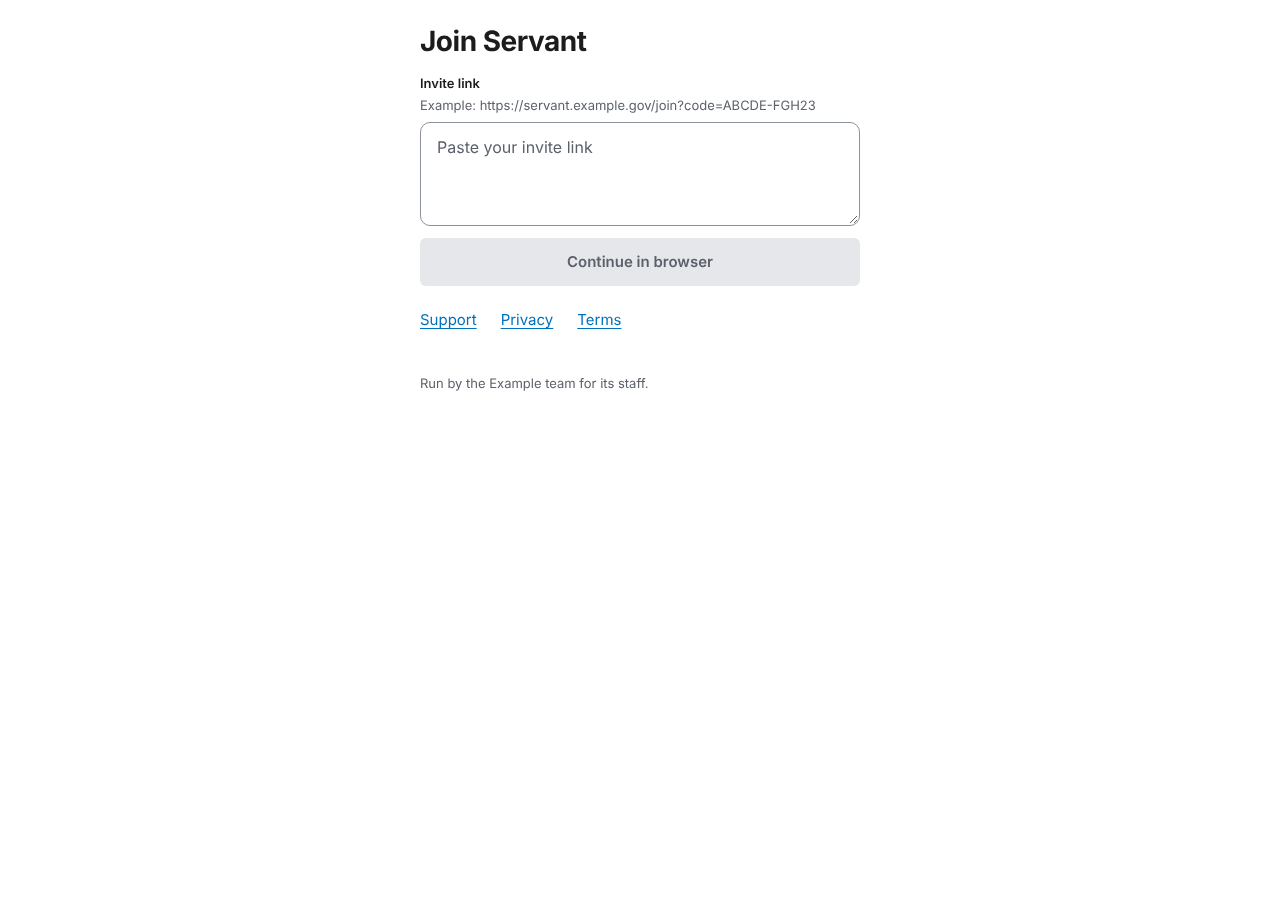 Join Servant
Invite link
Example: https://servant.example.gov/join?code=ABCDE-FGH23
Paste your invite link
Continue in browser
Support Privacy Terms
Run by the Example team for its staff.